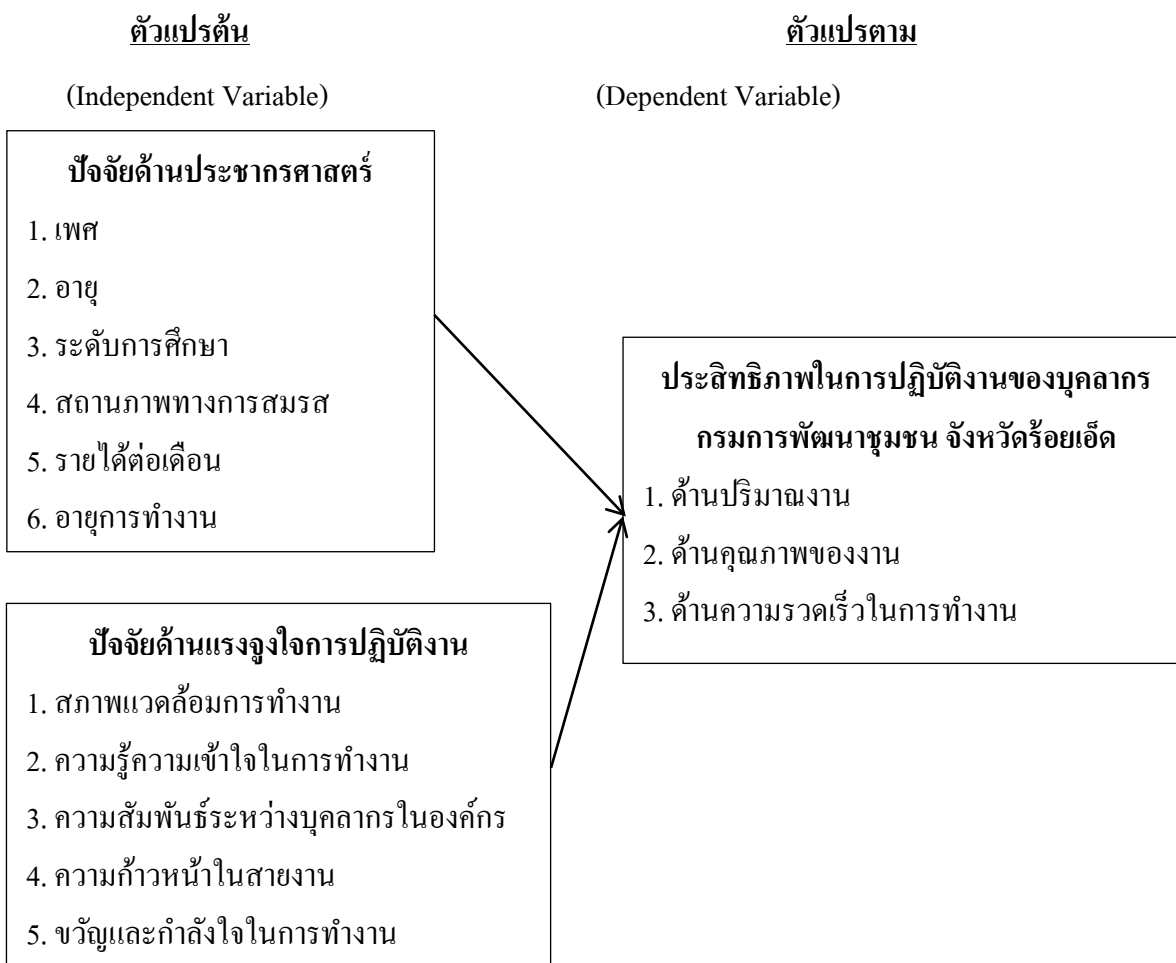 ตัวแปรต้น
(Independent Variable)
ปัจจัยด้านประชากรศาสตร์
1. เพศ
2. อายุ
3. ระดับการศึกษา
4. สถานภาพทางการสมรส
5. รายได้ต่อเดือน
6. อายุการทำงาน
ปัจจัยด้านแรงจูงใจการปฏิบัติงาน
1. สภาพแวดล้อมการทำงาน
2. ความรู้ความเข้าใจในการทำงาน
3. ความสัมพันธ์ระหว่างบุคลากรในองค์กร
4. ความก้าวหน้าในสายงาน
5. ขวัญและกำลังใจในการทำงาน
ตัวแปรตาม
(Dependent Variable)
ประสิทธิภาพในการปฏิบัติงานของบุคลากร
กรมการพัฒนาชุมชน จังหวัดร้อยเอ็ด
1. ด้านปริมาณงาน
2. ด้านคุณภาพของงาน
3. ด้านความรวดเร็วในการทำงาน